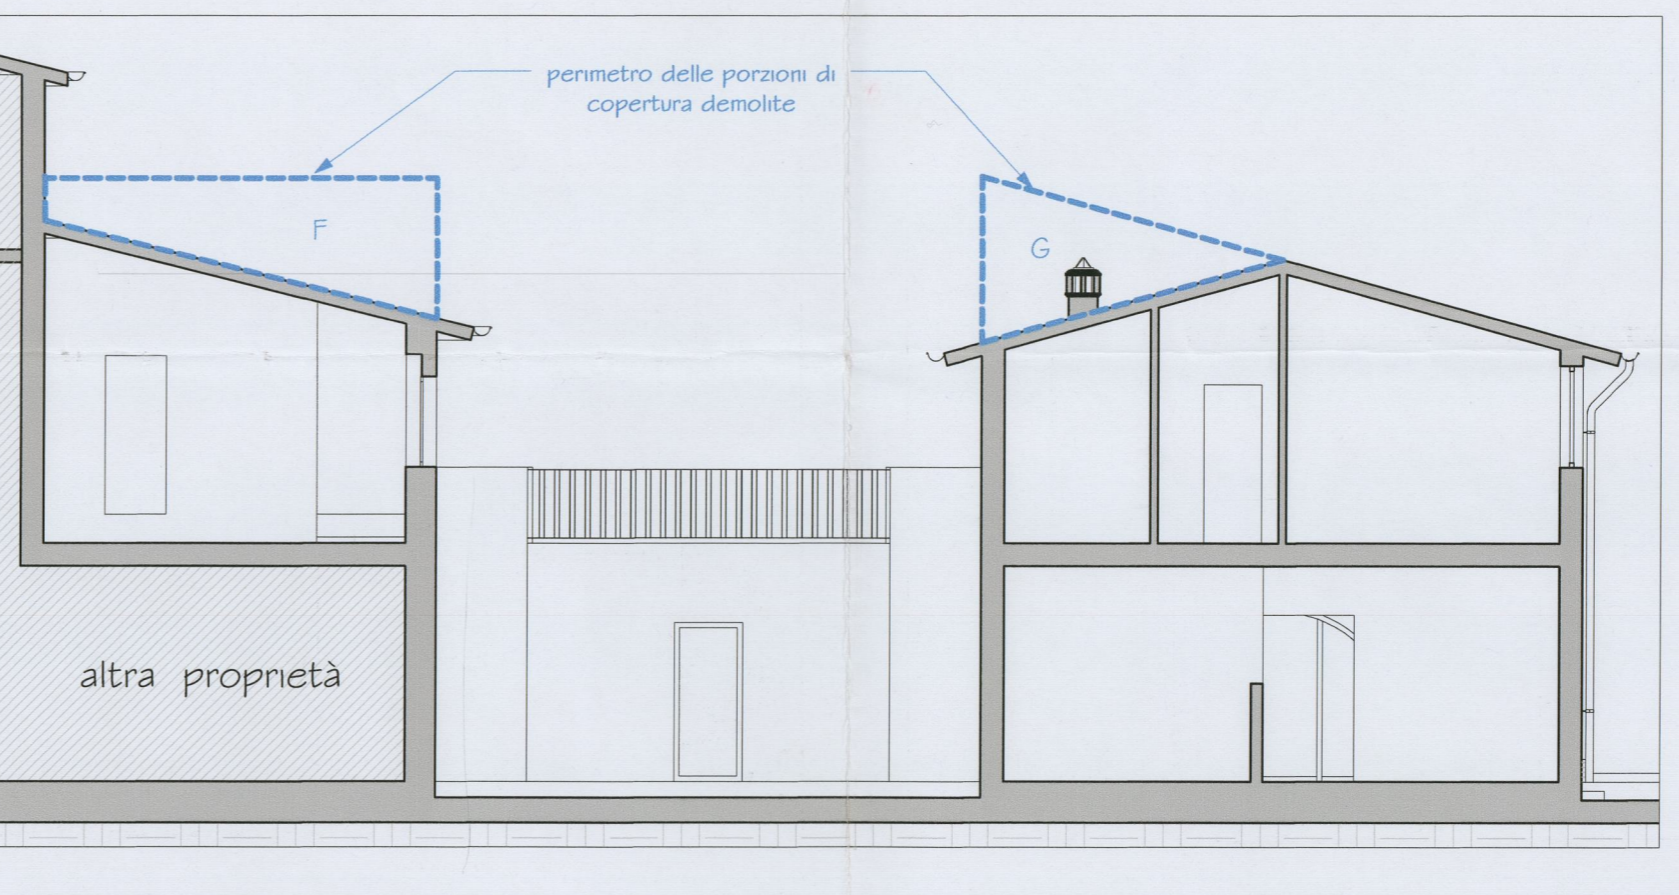 perimetro delle porzioni di
copertura demolite
F
G
altra proprietà